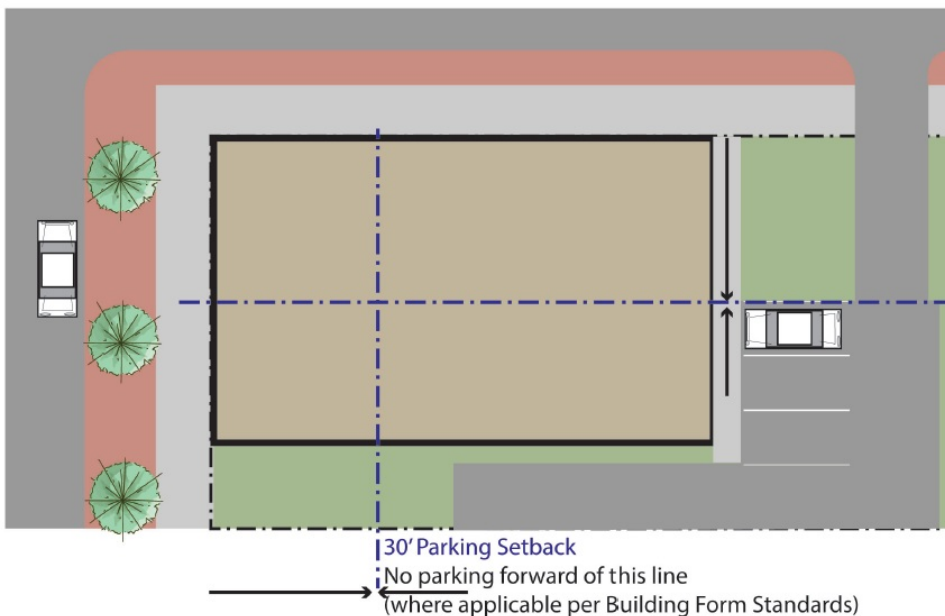 30' Parking Setback
No parking forward of this line
(where applicable per Building Form Standards)